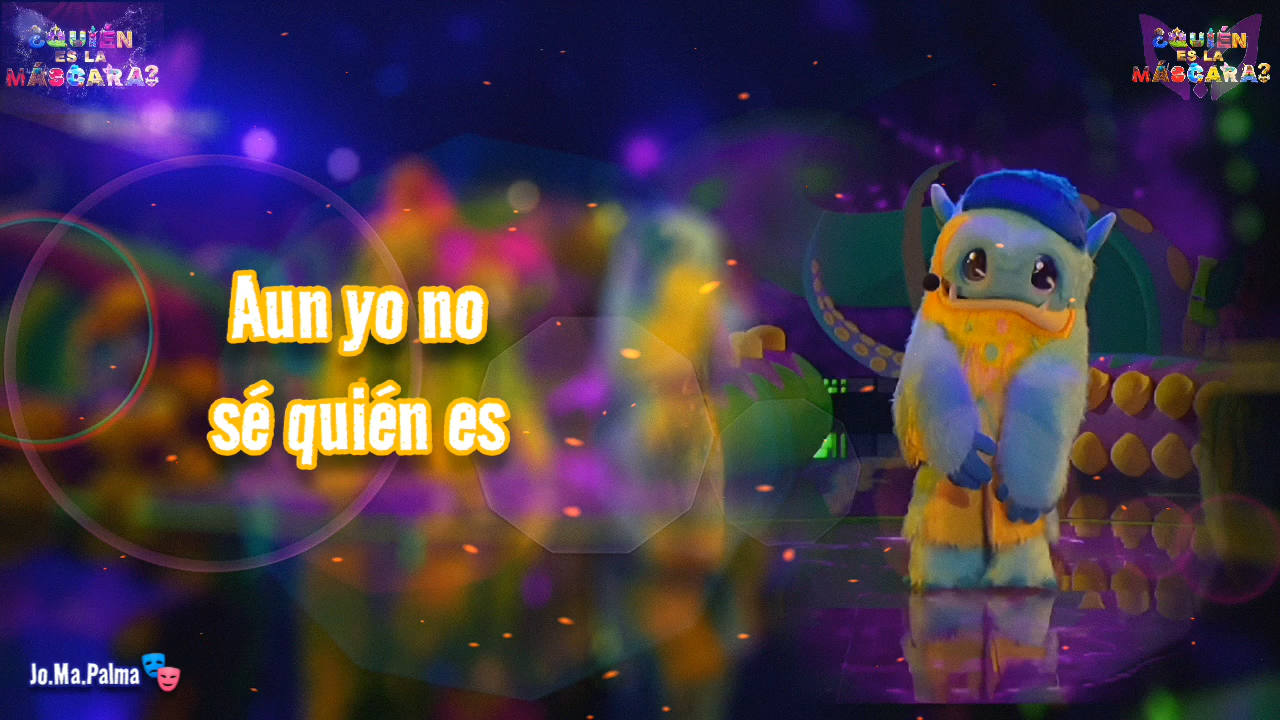 ¿QUIÉN
ES LA
MÁSCARA?
¿QUIÉN
ES LA
MÁSCARA?
Aun yo no
sé quién es
Jo.Ma.Palma